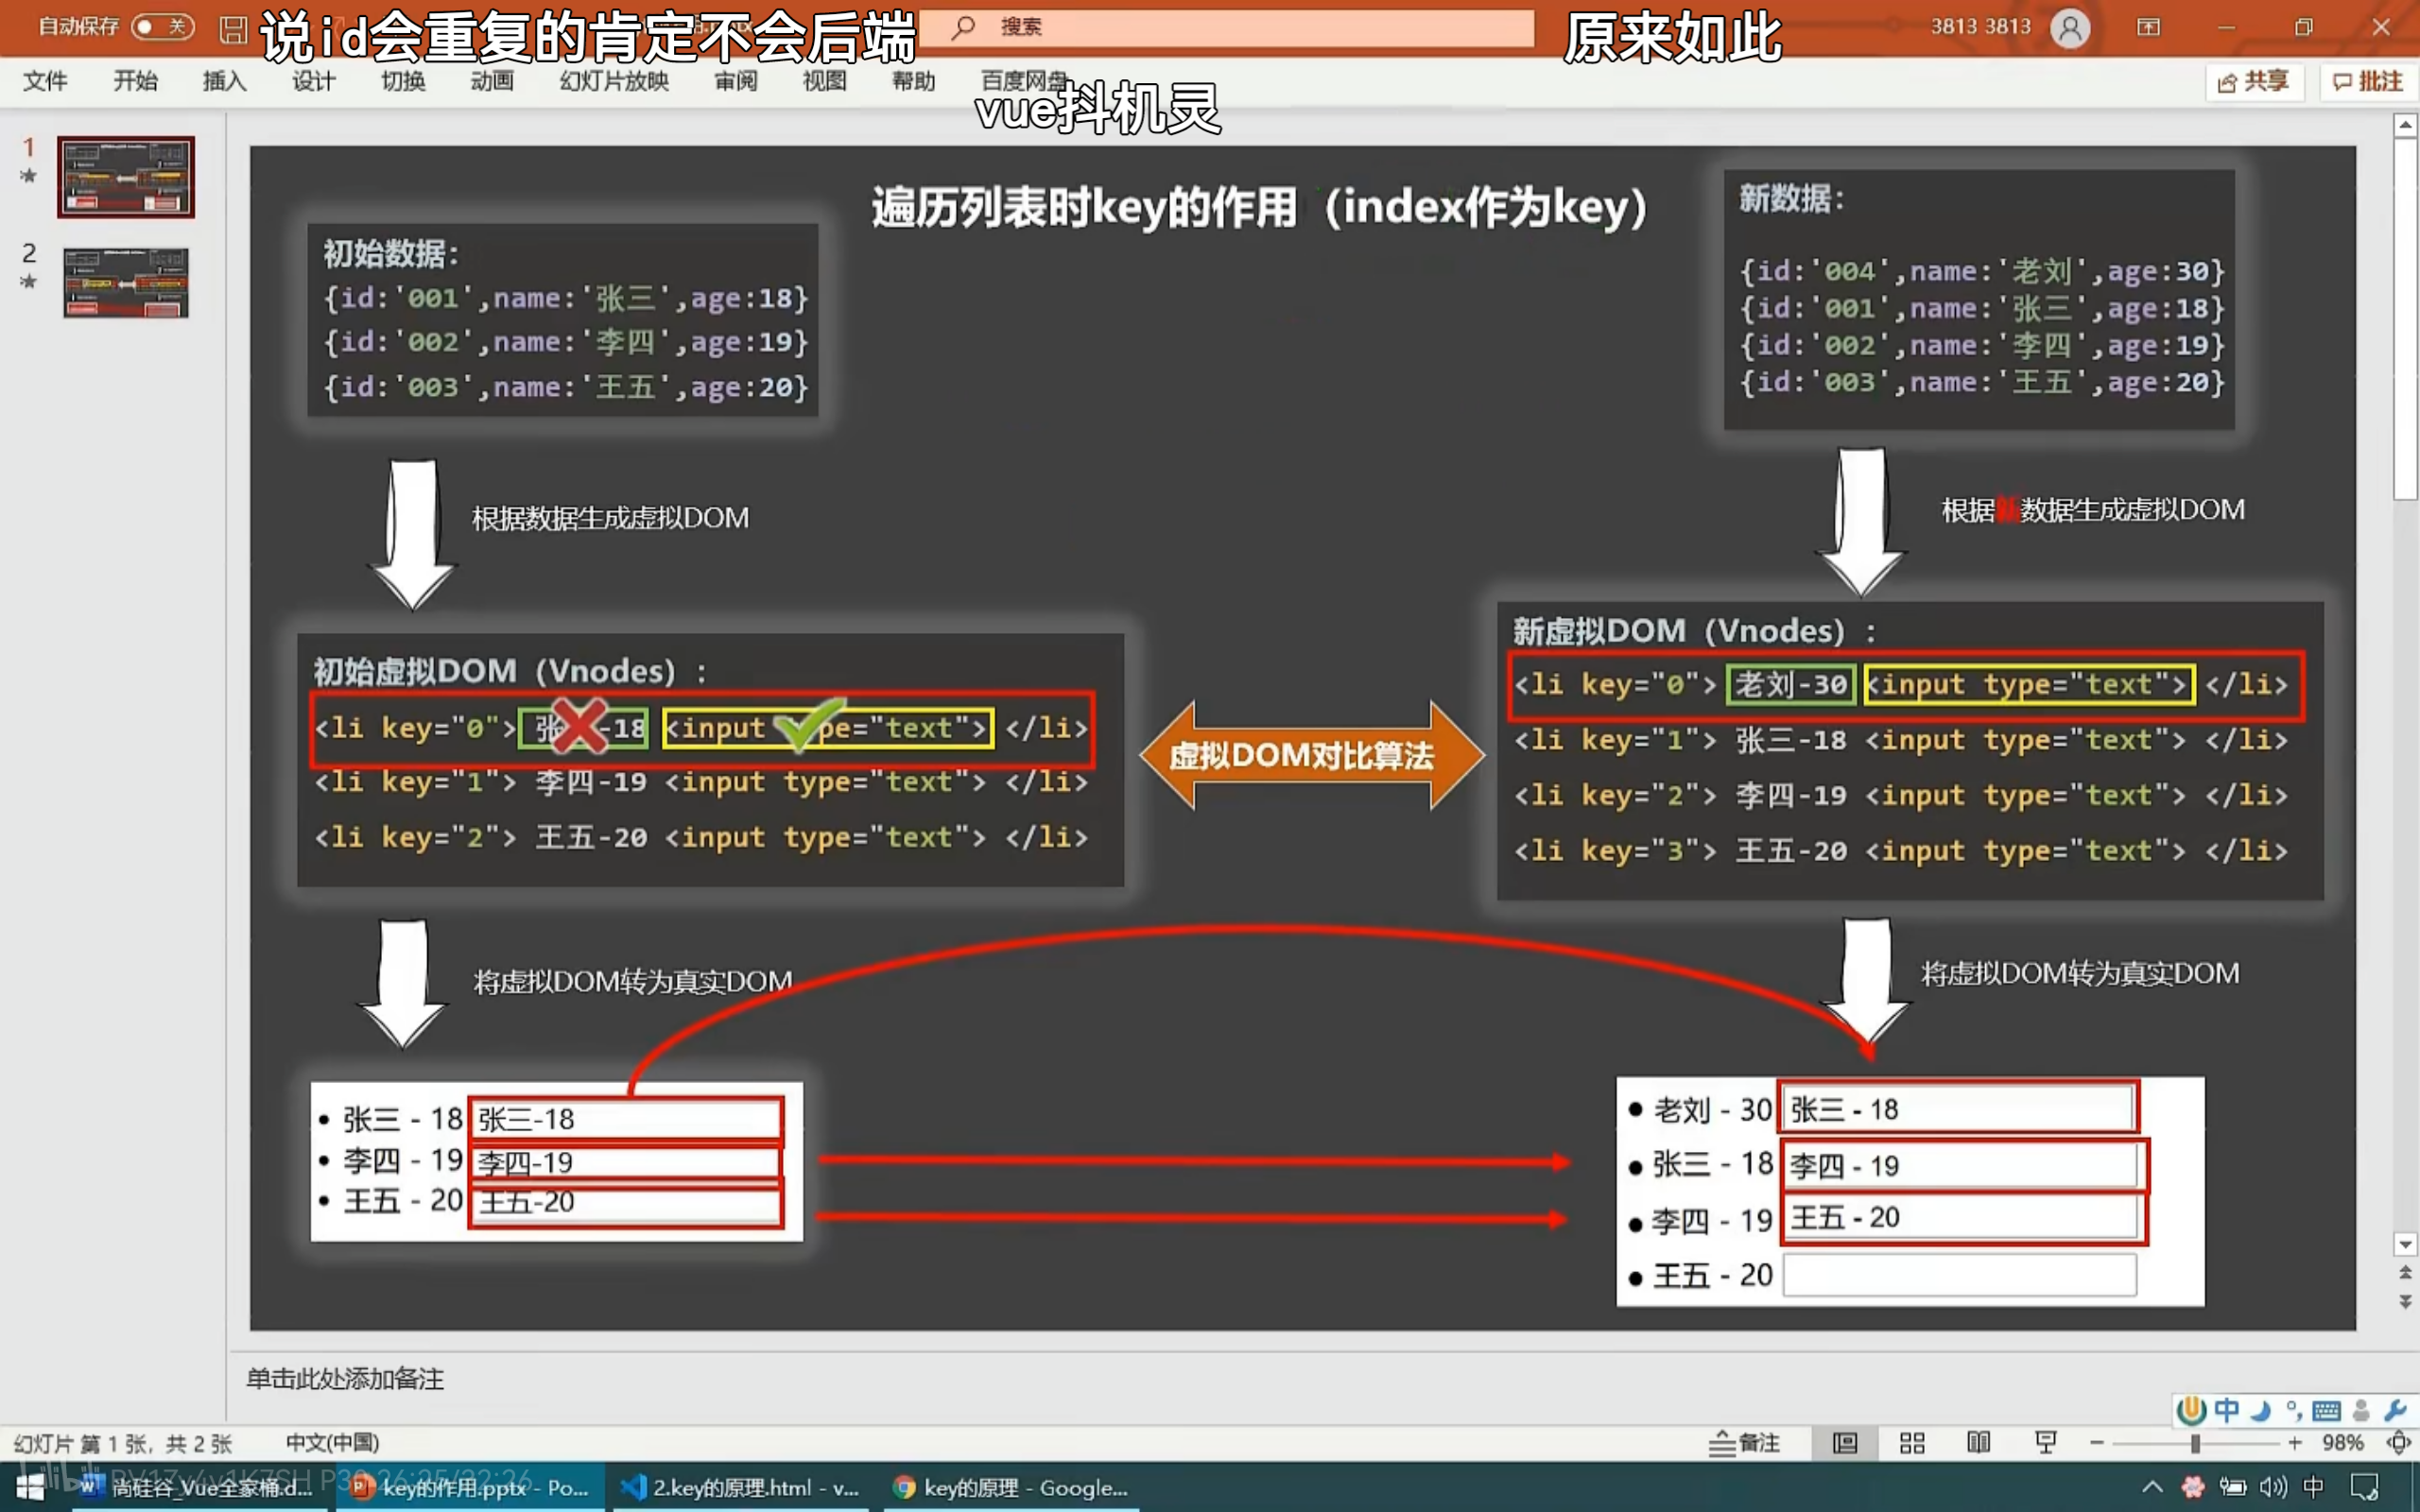 自动保存 关
搜索
3813 3813
说id会重复的肯定不会后端
原来如此
vue抖机灵
文件 开始 插入 设计 切换 动画 幻灯片放映 审阅 视图 帮助 百度网盘
共享 批注
1
2
遍历列表时key的作用（index作为key）
初始数据：
{id:'001',name:'张三',age:18}
{id:'002',name:'李四',age:19}
{id:'003',name:'王五',age:20}
新数据：
{id:'004',name:'老刘',age:30}
{id:'001',name:'张三',age:18}
{id:'002',name:'李四',age:19}
{id:'003',name:'王五',age:20}
根据数据生成虚拟DOM
根据新数据生成虚拟DOM
初始虚拟DOM（Vnodes）：
<li key="0"> 张三-18 <input type="text"> </li>
<li key="1"> 李四-19 <input type="text"> </li>
<li key="2"> 王五-20 <input type="text"> </li>
虚拟DOM对比算法
新虚拟DOM（Vnodes）：
<li key="0"> 老刘-30 <input type="text"> </li>
<li key="1"> 张三-18 <input type="text"> </li>
<li key="2"> 李四-19 <input type="text"> </li>
<li key="3"> 王五-20 <input type="text"> </li>
将虚拟DOM转为真实DOM
将虚拟DOM转为真实DOM
张三 - 18 张三-18
李四 - 19 李四-19
王五 - 20 王五-20
老刘 - 30 张三 - 18
张三 - 18 李四 - 19
李四 - 19 王五 - 20
王五 - 20
单击此处添加备注
中
幻灯片 第 1 张，共 2 张 中文(中国)
备注
98%
尚硅谷_Vue全家桶.d...
key的作用.pptx - Po...
2.key的原理.html - v...
key的原理 - Google...
中